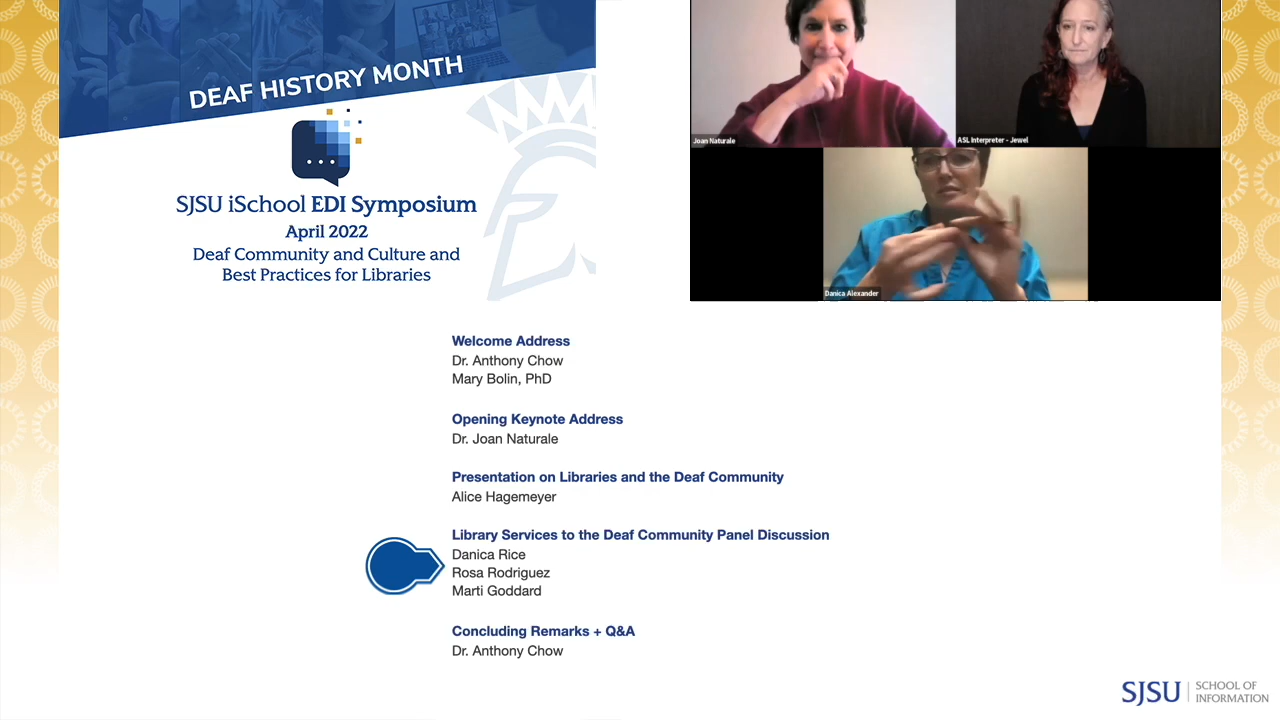 DEAF HISTORY MONTH
SJSU iSchool EDI Symposium
April 2022
Deaf Community and Culture and
Best Practices for Libraries
Joan Naturale
ASL Interpreter - Jewel
Danica Alexander
Welcome Address
Dr. Anthony Chow
Mary Bolin, PhD
Opening Keynote Address
Dr. Joan Naturale
Presentation on Libraries and the Deaf Community
Alice Hagemeyer
Library Services to the Deaf Community Panel Discussion
Danica Rice
Rosa Rodriguez
Marti Goddard
Concluding Remarks + Q&A
Dr. Anthony Chow
SJSU SCHOOL OF
INFORMATION